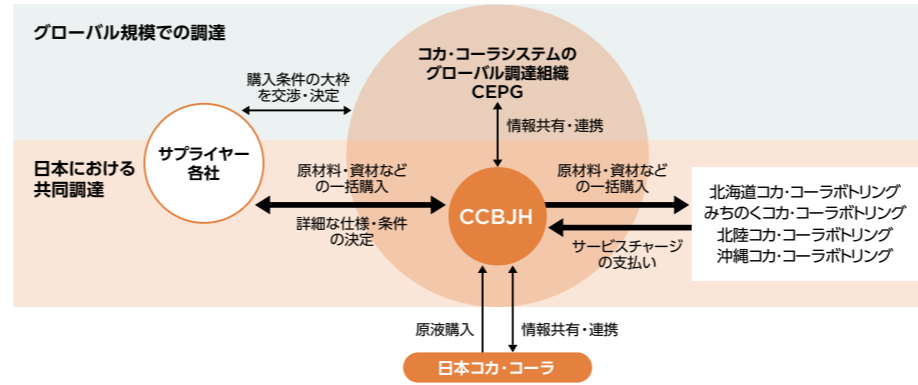 グローバル規模での調達
コカ・コーラシステムの
グローバル調達組織
CEPG
購入条件の大枠
を交渉・決定
情報共有・連携
サプライヤー
各社
日本における
共同調達
原材料・資材など
の一括購入
詳細な仕様・条件
の決定
CCBJH
原材料・資材など
の一括購入
サービスチャージ
の支払い
北海道コカ・コーラボトリング
みちのくコカ・コーラボトリング
北陸コカ・コーラボトリング
沖縄コカ・コーラボトリング
原液購入
情報共有・連携
日本コカ・コーラ